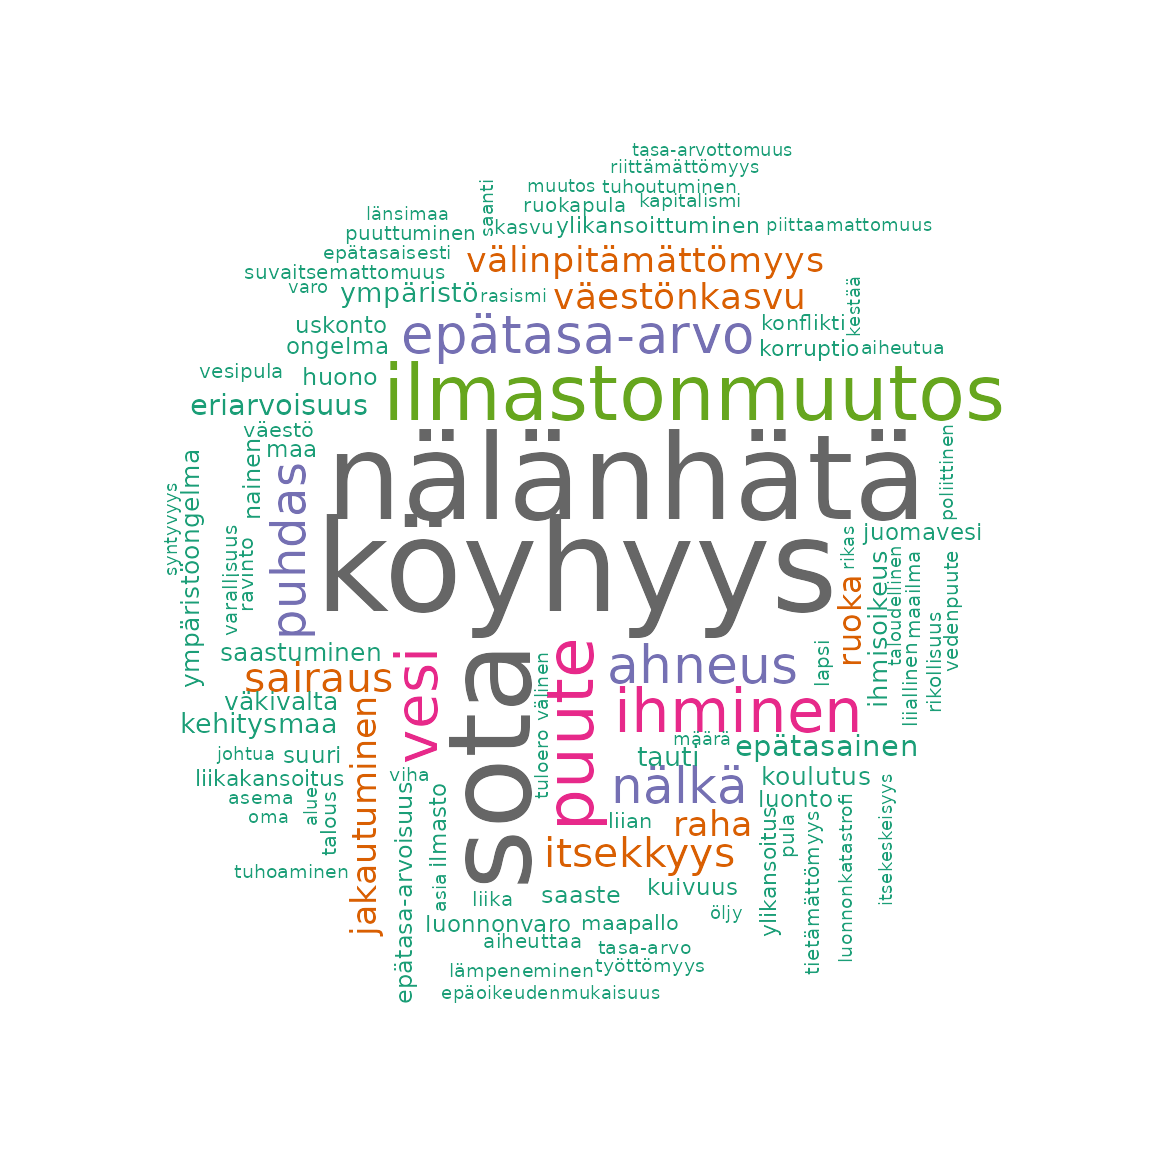 tasa-arvottomuus
riittämättömyys
muutos tuhoutuminen
saanti
ruokapula kapitalismi
länsimaa
kasvu ylikansoittuminen piittaamattomuus
puuttuminen
epätasaisesti
välinpitämättömyys
suvaitsemattomuus
varo ympäristö rasismi väestönkasvu
kestää
uskonto epätasa-arvo konflikti
ongelma korruptio aiheutua
vesipula huono ilmastonmuutos
eriarvoisuus
väestö
maa nälänhätä
nainen
puhdas
poliittinen
syntyvyys
ympäristöongelma
varallisuus
ravinto
köyhyys
juomavesi
rikas
ruoka
ihmisoikeus
taloudellinen
maailma
liiallinen
rikollisuus
vedenpuute
saastuminen
sairaus
vesi
sota
välinen
tuloero
puute
ahneus
lapsi
väkivalta ihminen
kehitysmaa
määrä
johtua suuri tauti epätasainen
liikakansoitus viha nälkä koulutus
asema
alue
oma
talous
jakautuminen
epätasa-arvoisuus
ilmasto
asia
luonto
liian raha
itsekkyys
ylikansoitus
pula
tietämättömyys
luonnonkatastrofi
itsekeskeisyys
tuhoaminen
liika saaste kuivuus
öljy
luonnonvaro maapallo
aiheuttaa tasa-arvo
lämpeneminen työttömyys
epäoikeudenmukaisuus